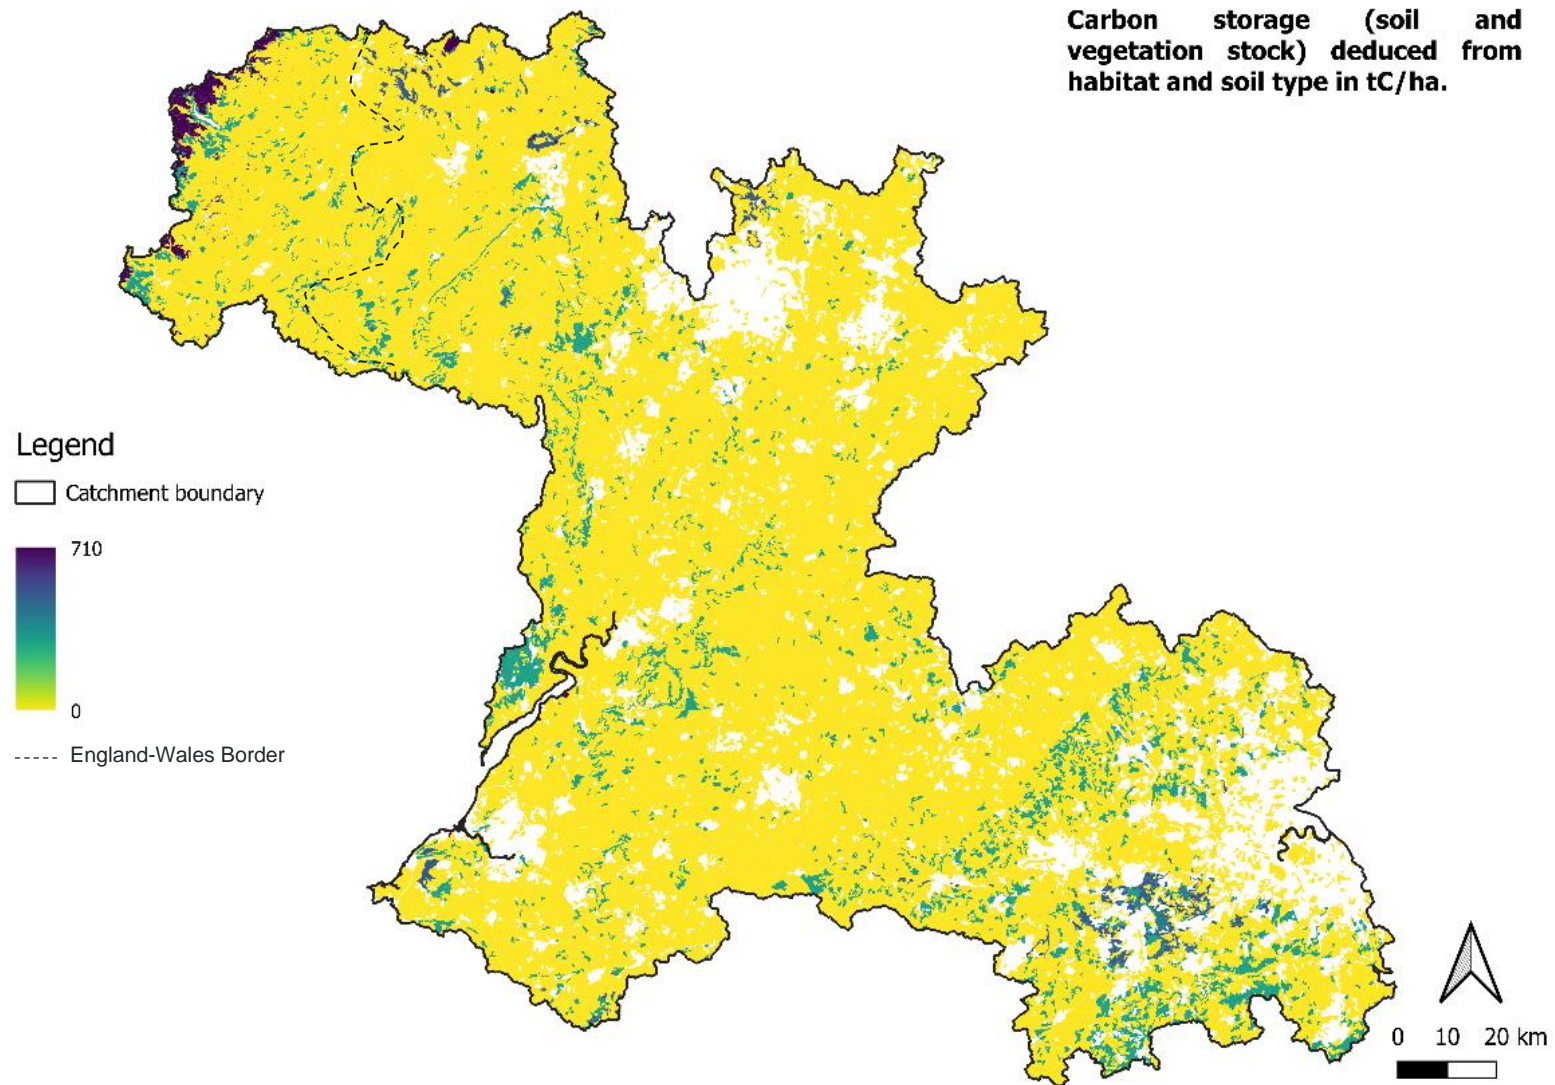 Carbon storage (soil and
vegetation stock) deduced from
habitat and soil type in tC/ha.
Legend
Catchment boundary
710
0
England-Wales Border
0 10 20 km